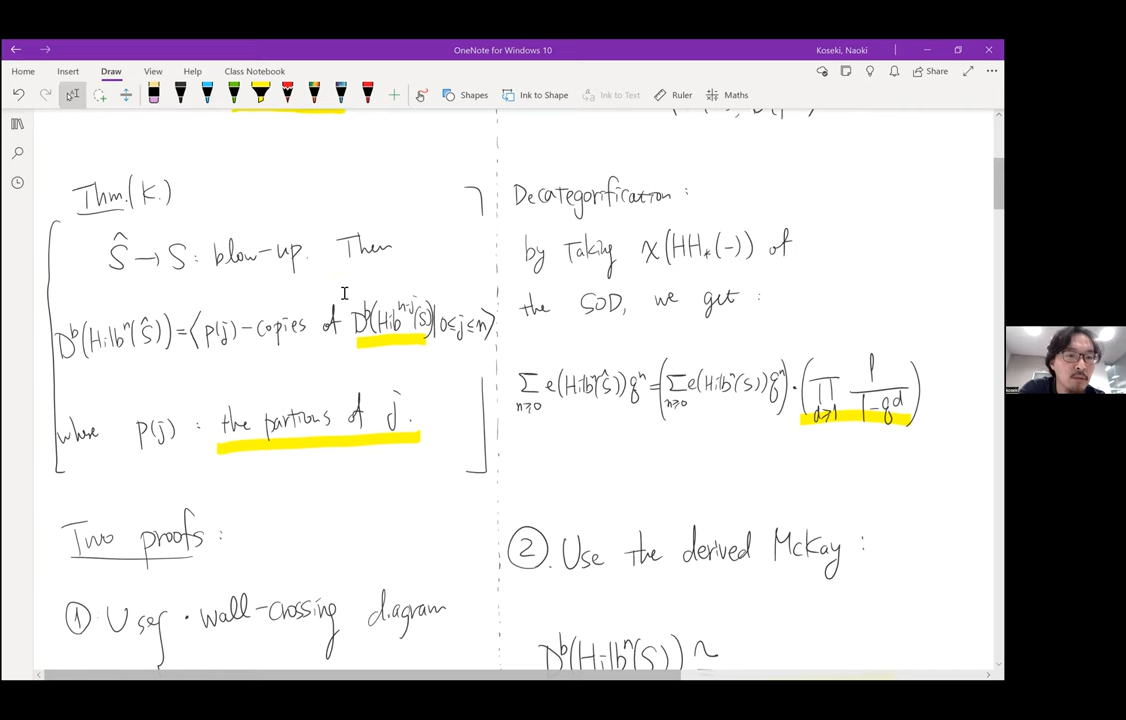 OneNote for Windows 10
Koseki, Naoki
Home Insert Draw View Help Class Notebook
Share
Shapes Ink to Shape Ink to Text Ruler Maths
Thm.(K.)
Ŝ → S : blow-up. Then
D^b(Hilb^n(Ŝ)) = ⟨p(j)-copies of D^b(Hilb^{n-j}(S)) | 0≤j≤n⟩
where p(j) : the partions of j.
Two proofs :
① Use · wall-crossing diagram
Decategorification :
by Taking χ(HH_*(-)) of
the SOD, we get :
∑_{n≥0} e(Hilb^n(Ŝ)) q^n = (∑_{n≥0} e(Hilb^n(S)) q^n) · (∏_{d≥1} 1/(1-q^d))
②. Use the derived McKay :
D^b(Hilb^n(S)) ≃